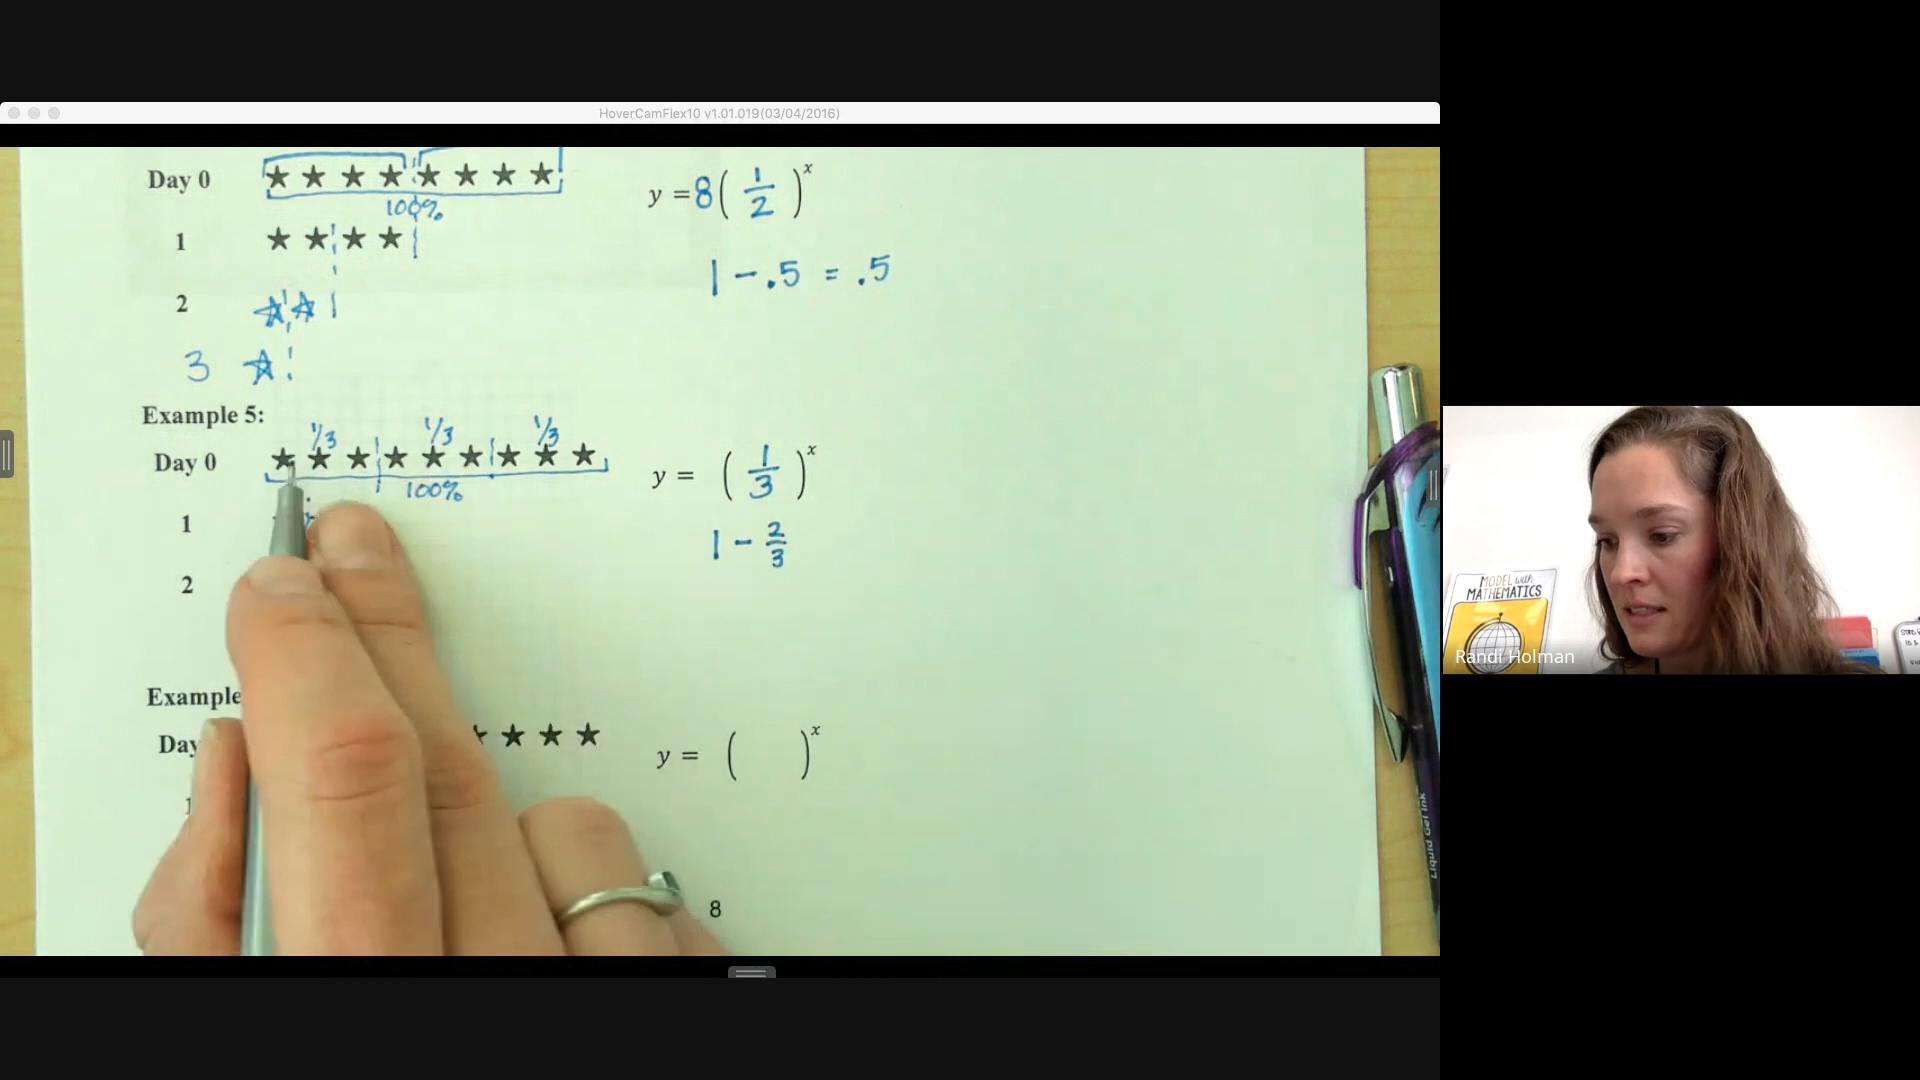 HoverCamFlex10 v1.01.019(03/04/2016)
Day 0 ★ ★ ★ ★ ★ ★ ★ ★ y = 8( 1/2 )^x
100%
1 ★ ★ ★ ★
1 - .5 = .5
2 ☆ ☆
3 ☆
Example 5:
1/3 1/3 1/3
Day 0 ★ ★ ★ ★ ★ ★ ★ ★ ★ y = ( 1/3 )^x
100%
1
1 - 2/3
2
Example
Day ★ ★ ★ y = ( )^x
8
Liquid Gel Ink
MODEL with
MATHEMATICS
Randi Holman